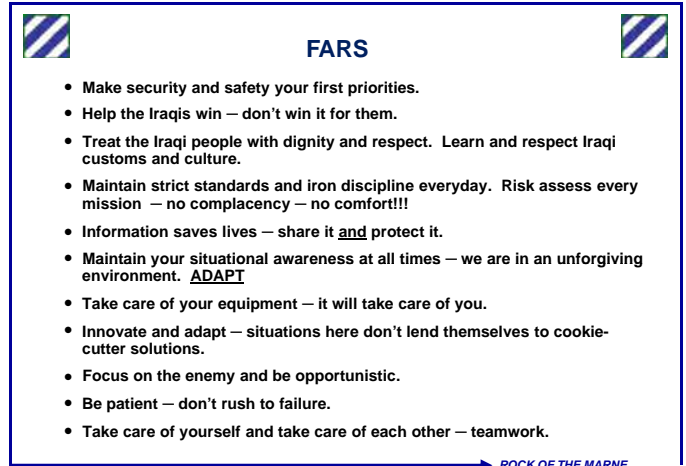 FARS
• Make security and safety your first priorities.
• Help the Iraqis win – don't win it for them.
• Treat the Iraqi people with dignity and respect.  Learn and respect Iraqi
customs and culture.
• Maintain strict standards and iron discipline everyday.  Risk assess every
mission  – no complacency – no comfort!!!
• Information saves lives – share it and protect it.
• Maintain your situational awareness at all times – we are in an unforgiving
environment.  ADAPT
• Take care of your equipment – it will take care of you.
• Innovate and adapt – situations here don't lend themselves to cookie-
cutter solutions.
• Focus on the enemy and be opportunistic.
• Be patient – don't rush to failure.
• Take care of yourself and take care of each other – teamwork.
ROCK OF THE MARNE